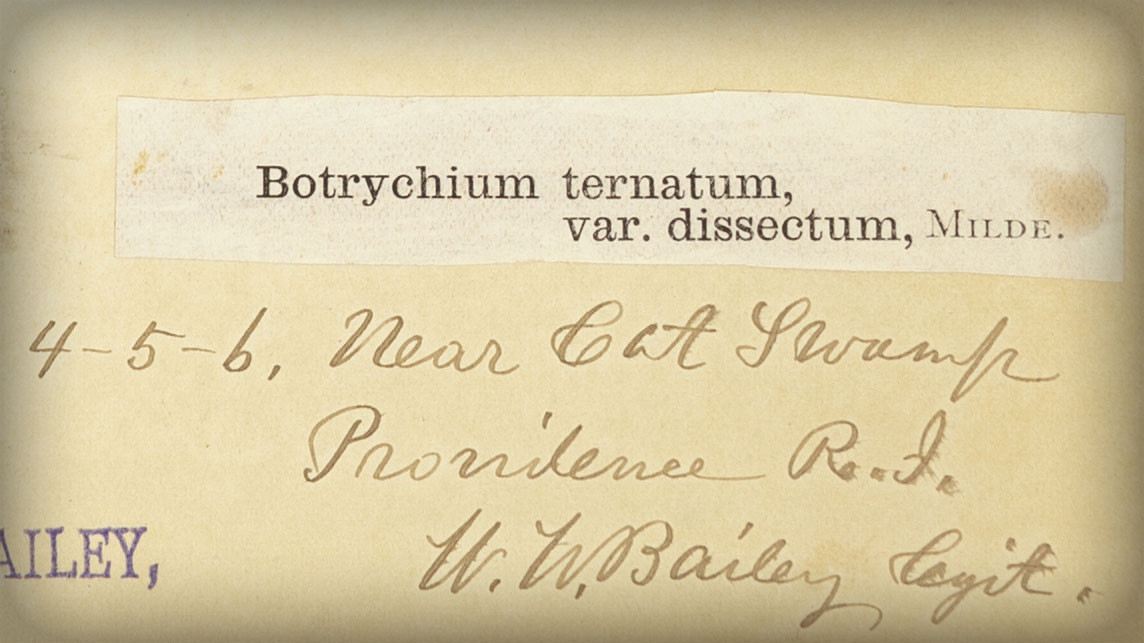 Botrychium ternatum,
var. dissectum, MILDE.
4-5-6, Near Cat Swamp
Providence R.I.
AILEY,
W. W. Bailey Legit.